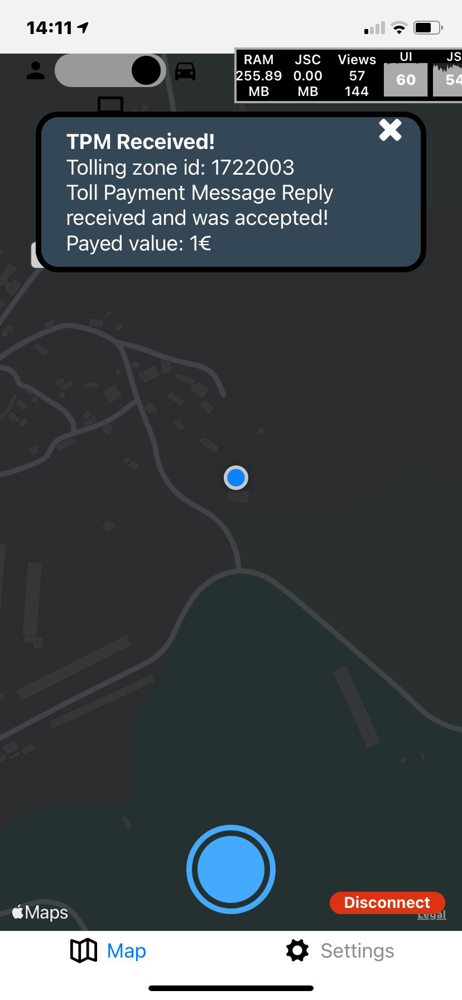 14:11
RAM
255.89
MB
JSC
0.00
MB
Views
57
144
UI
60
JS
54
TPM Received!
Tolling zone id: 1722003
Toll Payment Message Reply
received and was accepted!
Payed value: 1€
Maps
Disconnect
Legal
Map
Settings